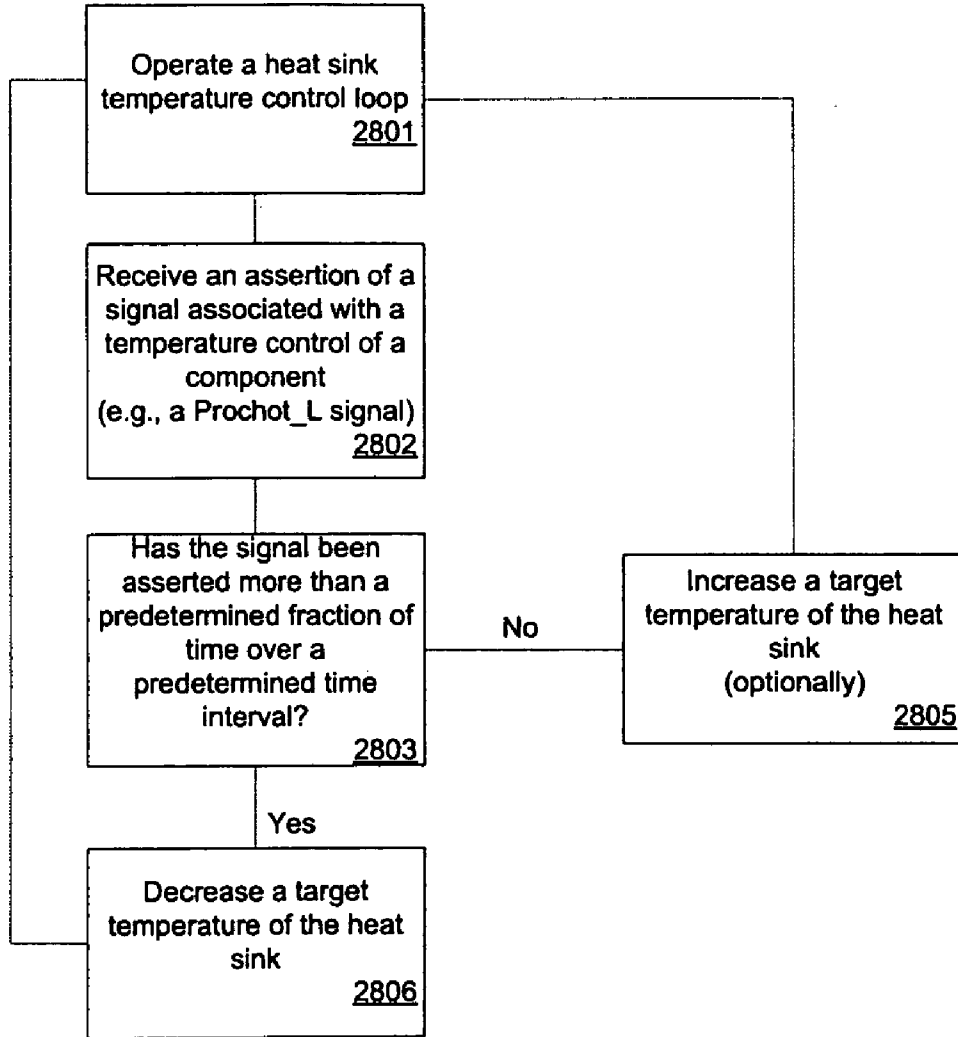 Operate a heat sink
temperature control loop
2801
Receive an assertion of a
signal associated with a
temperature control of a
component
(e.g., a Prochot_L signal)
2802
Has the signal been
asserted more than a
predetermined fraction of
time over a
predetermined time
interval?
2803
No
Increase a target
temperature of the heat
sink
(optionally)
2805
Yes
Decrease a target
temperature of the heat
sink
2806